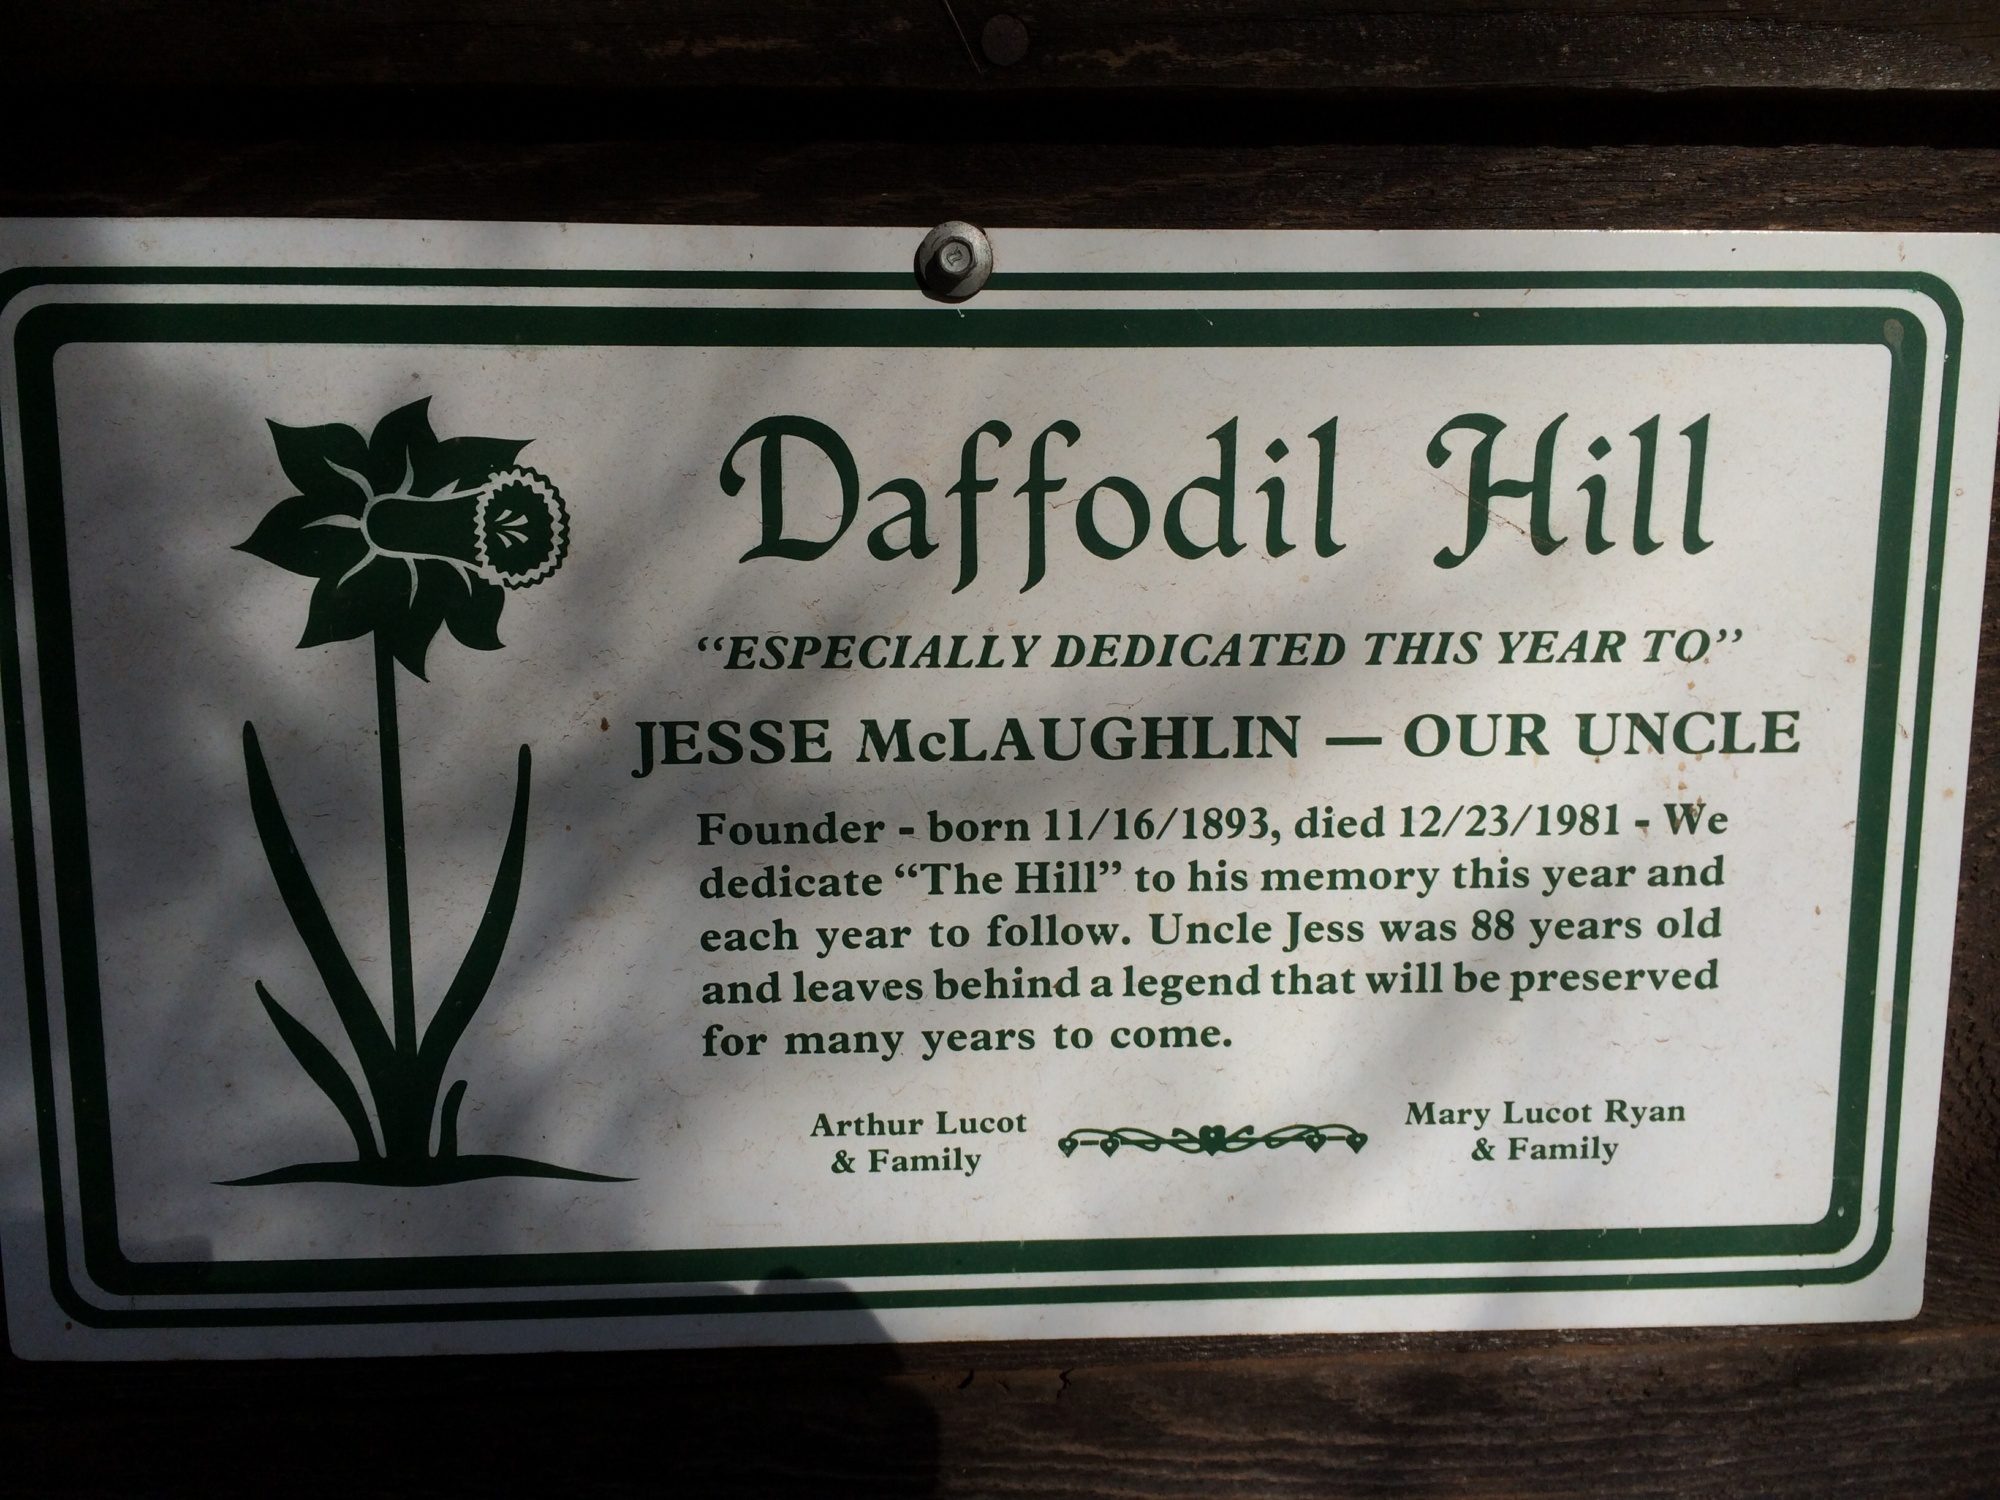 Daffodil Hill
“ESPECIALLY DEDICATED THIS YEAR TO”
JESSE McLAUGHLIN — OUR UNCLE
Founder - born 11/16/1893, died 12/23/1981 - We
dedicate “The Hill” to his memory this year and
each year to follow. Uncle Jess was 88 years old
and leaves behind a legend that will be preserved
for many years to come.
Arthur Lucot
& Family
Mary Lucot Ryan
& Family